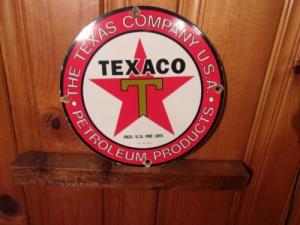 THE TEXAS COMPANY U.S.A.
TEXACO
T
REG. U.S. PAT. OFF.
PETROLEUM PRODUCTS